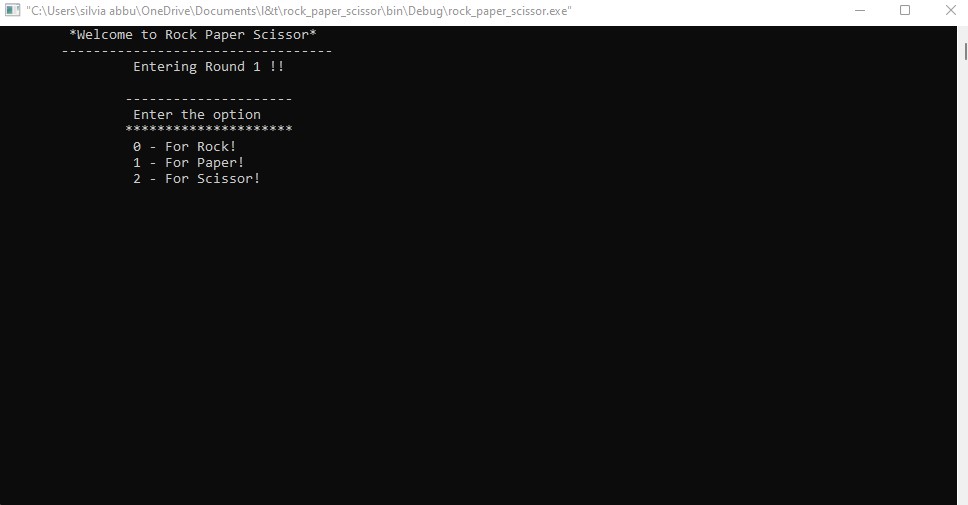 "C:\Users\silvia abbu\OneDrive\Documents\l&t\rock_paper_scissor\bin\Debug\rock_paper_scissor.exe"
*Welcome to Rock Paper Scissor*
----------------------------------
Entering Round 1 !!
---------------------
Enter the option
*********************
0 - For Rock!
1 - For Paper!
2 - For Scissor!